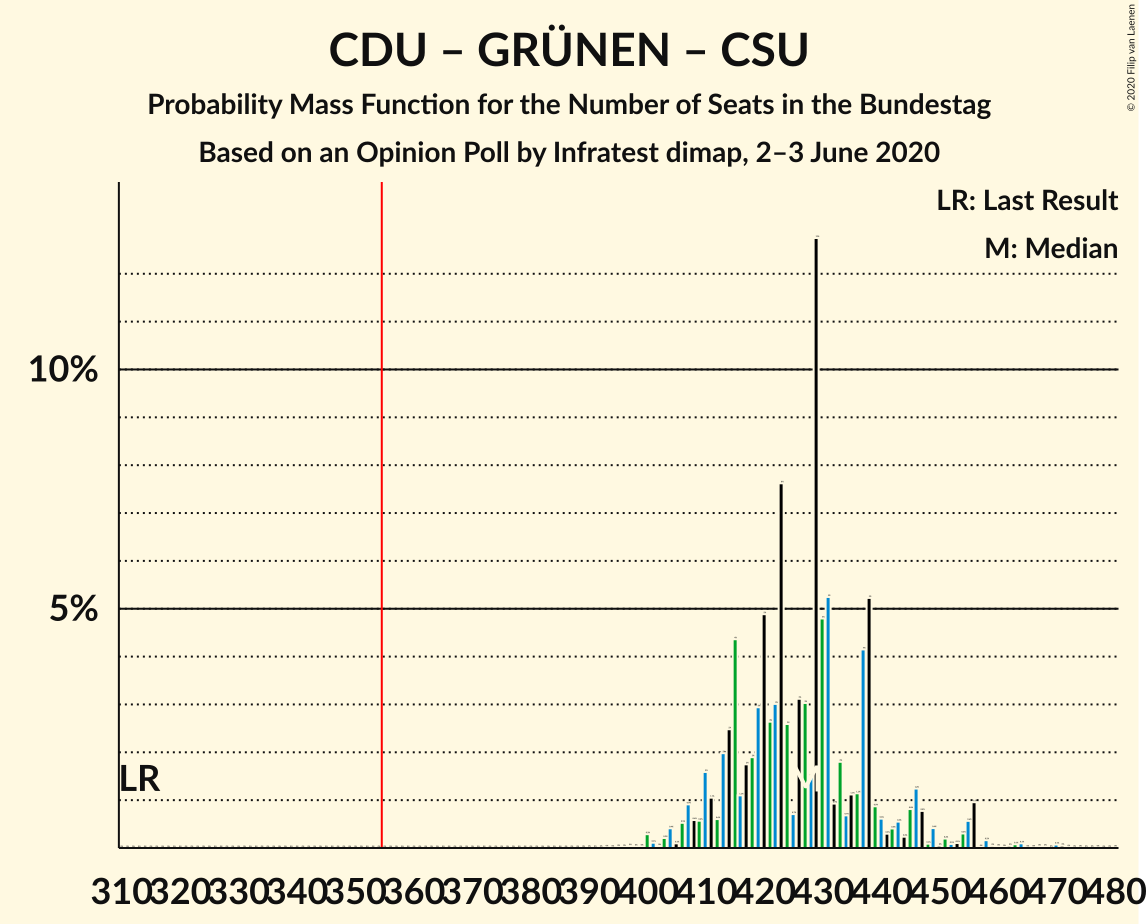 CDU – GRÜNEN – CSU
Probability Mass Function for the Number of Seats in the Bundestag
Based on an Opinion Poll by Infratest dimap, 2–3 June 2020
© 2020 Filip van Laenen
LR: Last Result
M: Median
10%
5%
LR
M
310 320 330 340 350 360 370 380 390 400 410 420 430 440 450 460 470 480